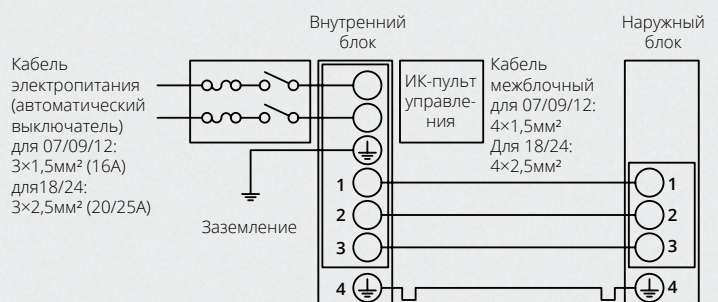 Внутренний
блок
Наружный
блок
Кабель
электропитания
(автоматический
выключатель)
для 07/09/12:
3×1,5мм² (16А)
для18/24:
3×2,5мм² (20/25А)
ИК-пульт
управле-
ния
Кабель
межблочный
для 07/09/12:
4×1,5мм²
Для 18/24:
4×2,5мм²
Заземление
1
2
3
4
1
2
3
4